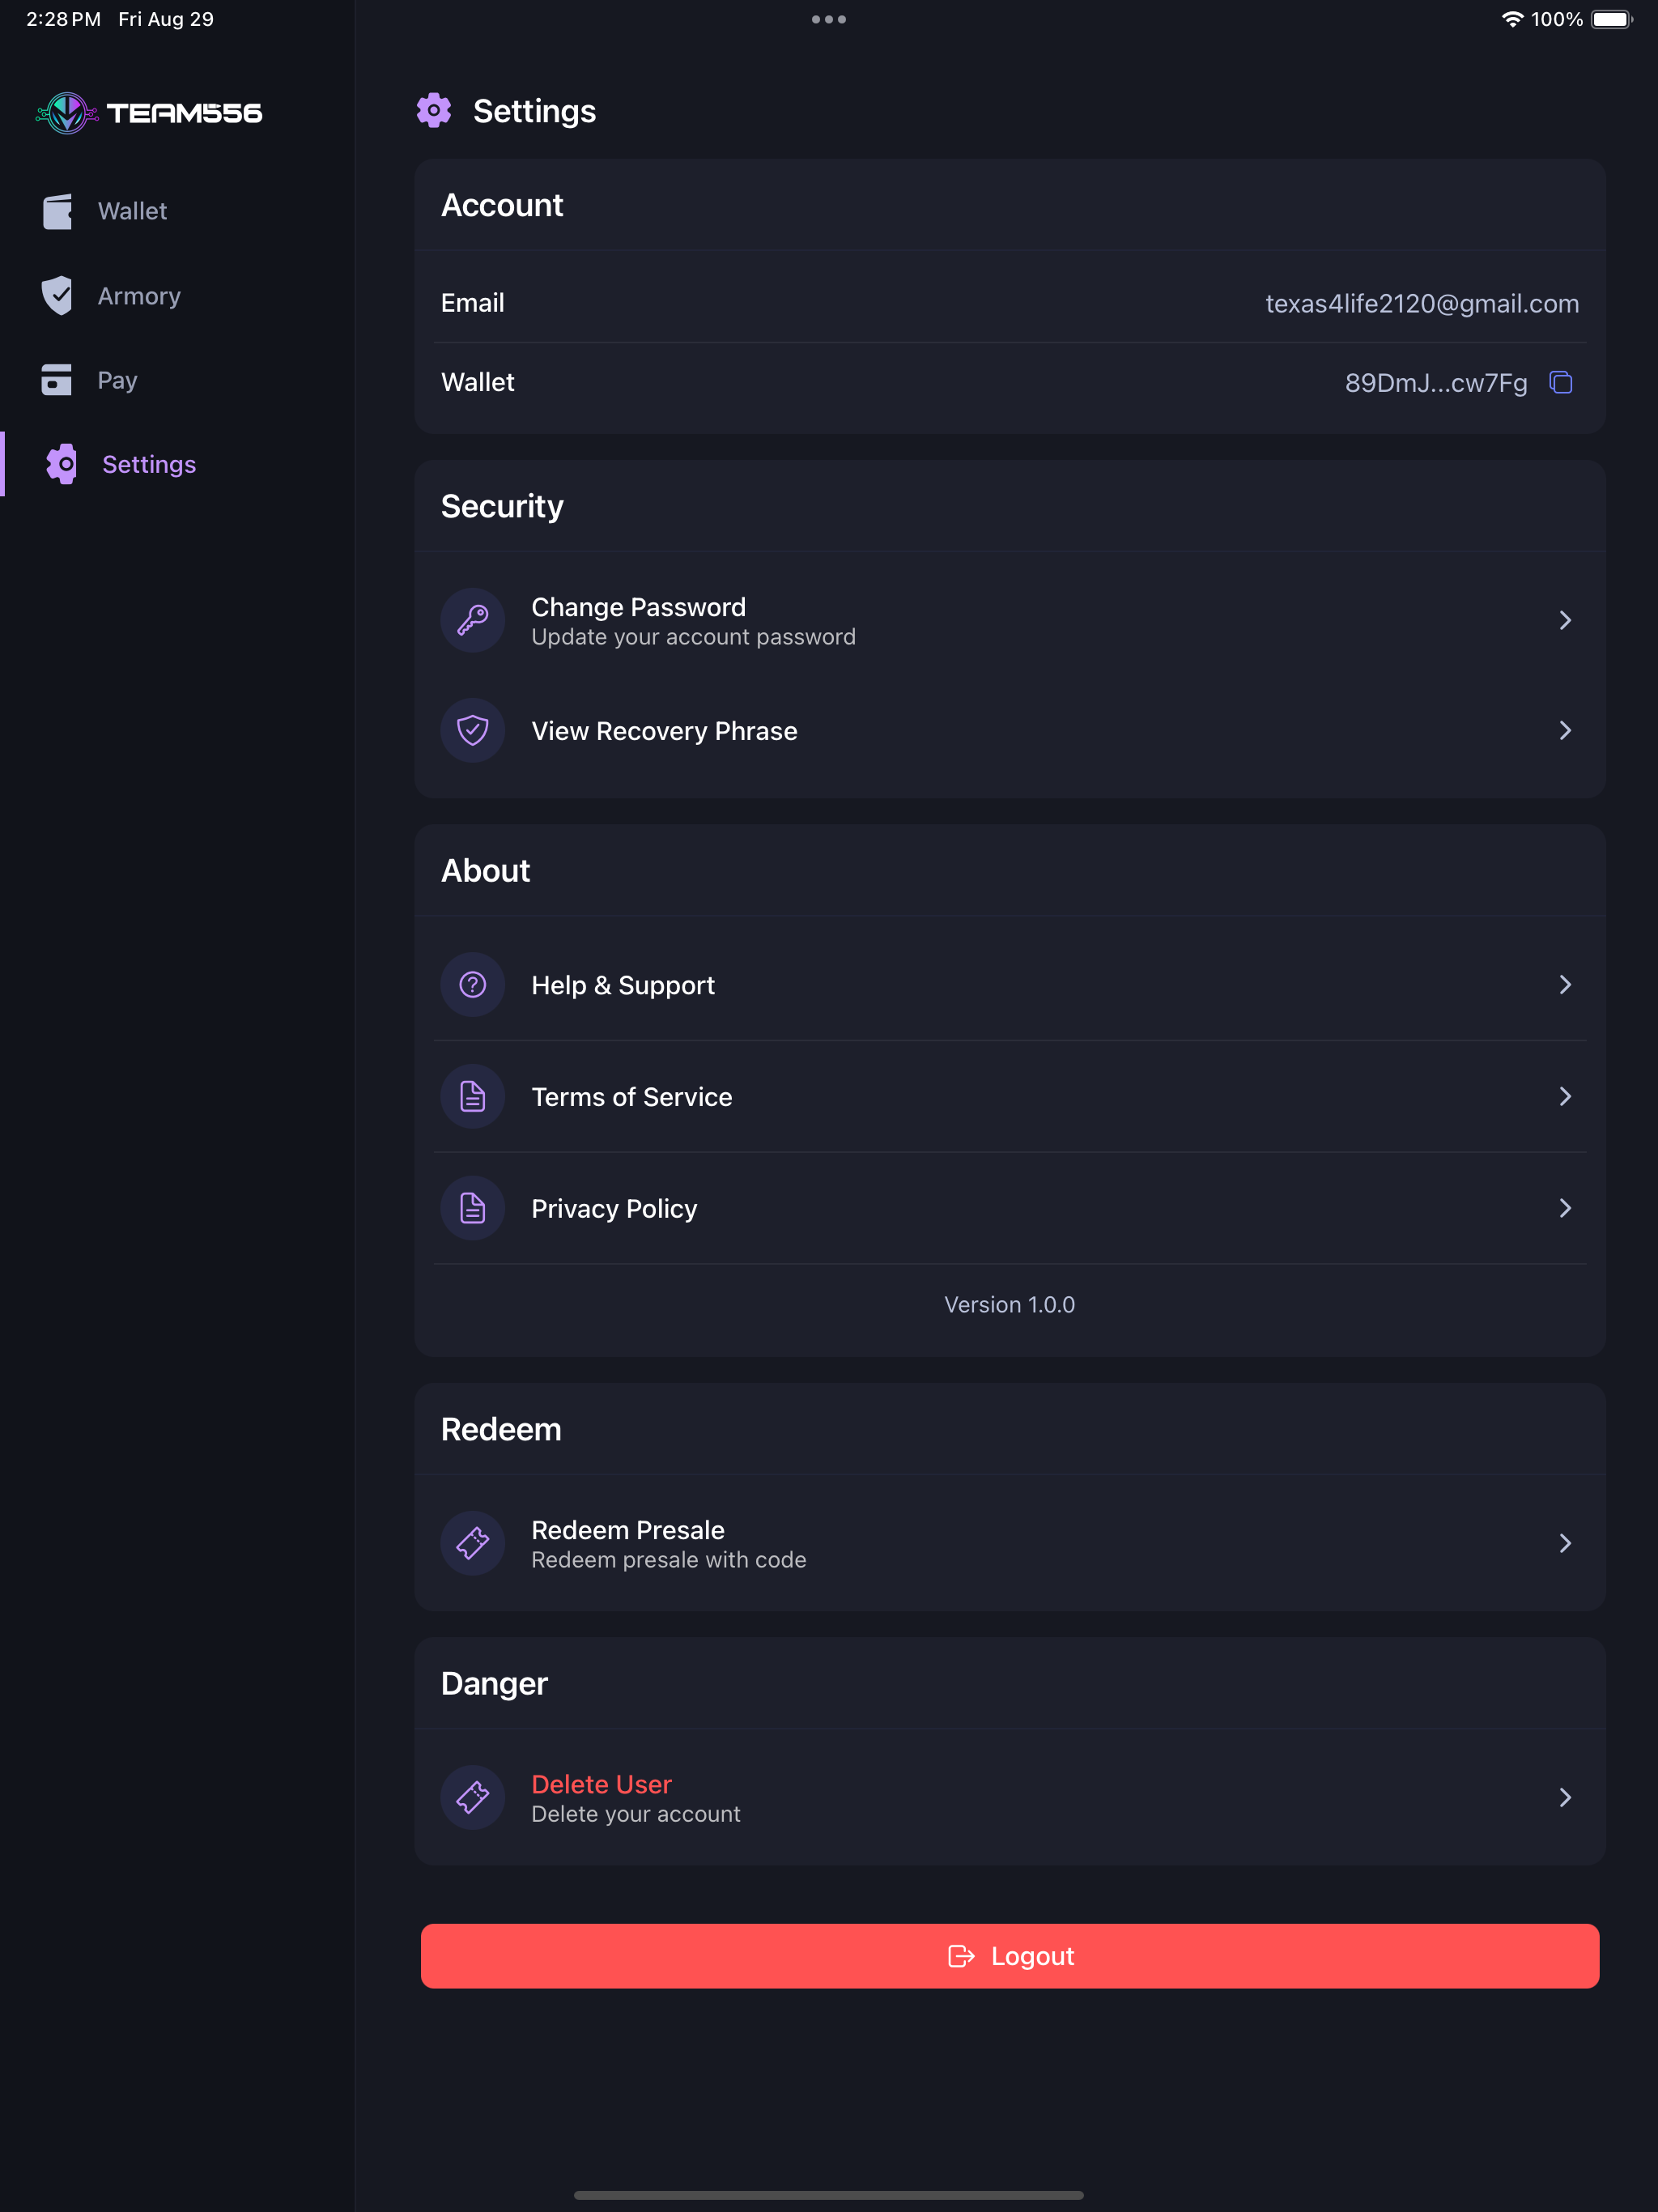 2:28 PM Fri Aug 29
100%
TEAM556
Wallet
Armory
Pay
Settings
Settings
Account
Email
texas4life2120@gmail.com
Wallet
89DmJ...cw7Fg
Security
Change Password
Update your account password
View Recovery Phrase
About
Help & Support
Terms of Service
Privacy Policy
Version 1.0.0
Redeem
Redeem Presale
Redeem presale with code
Danger
Delete User
Delete your account
Logout